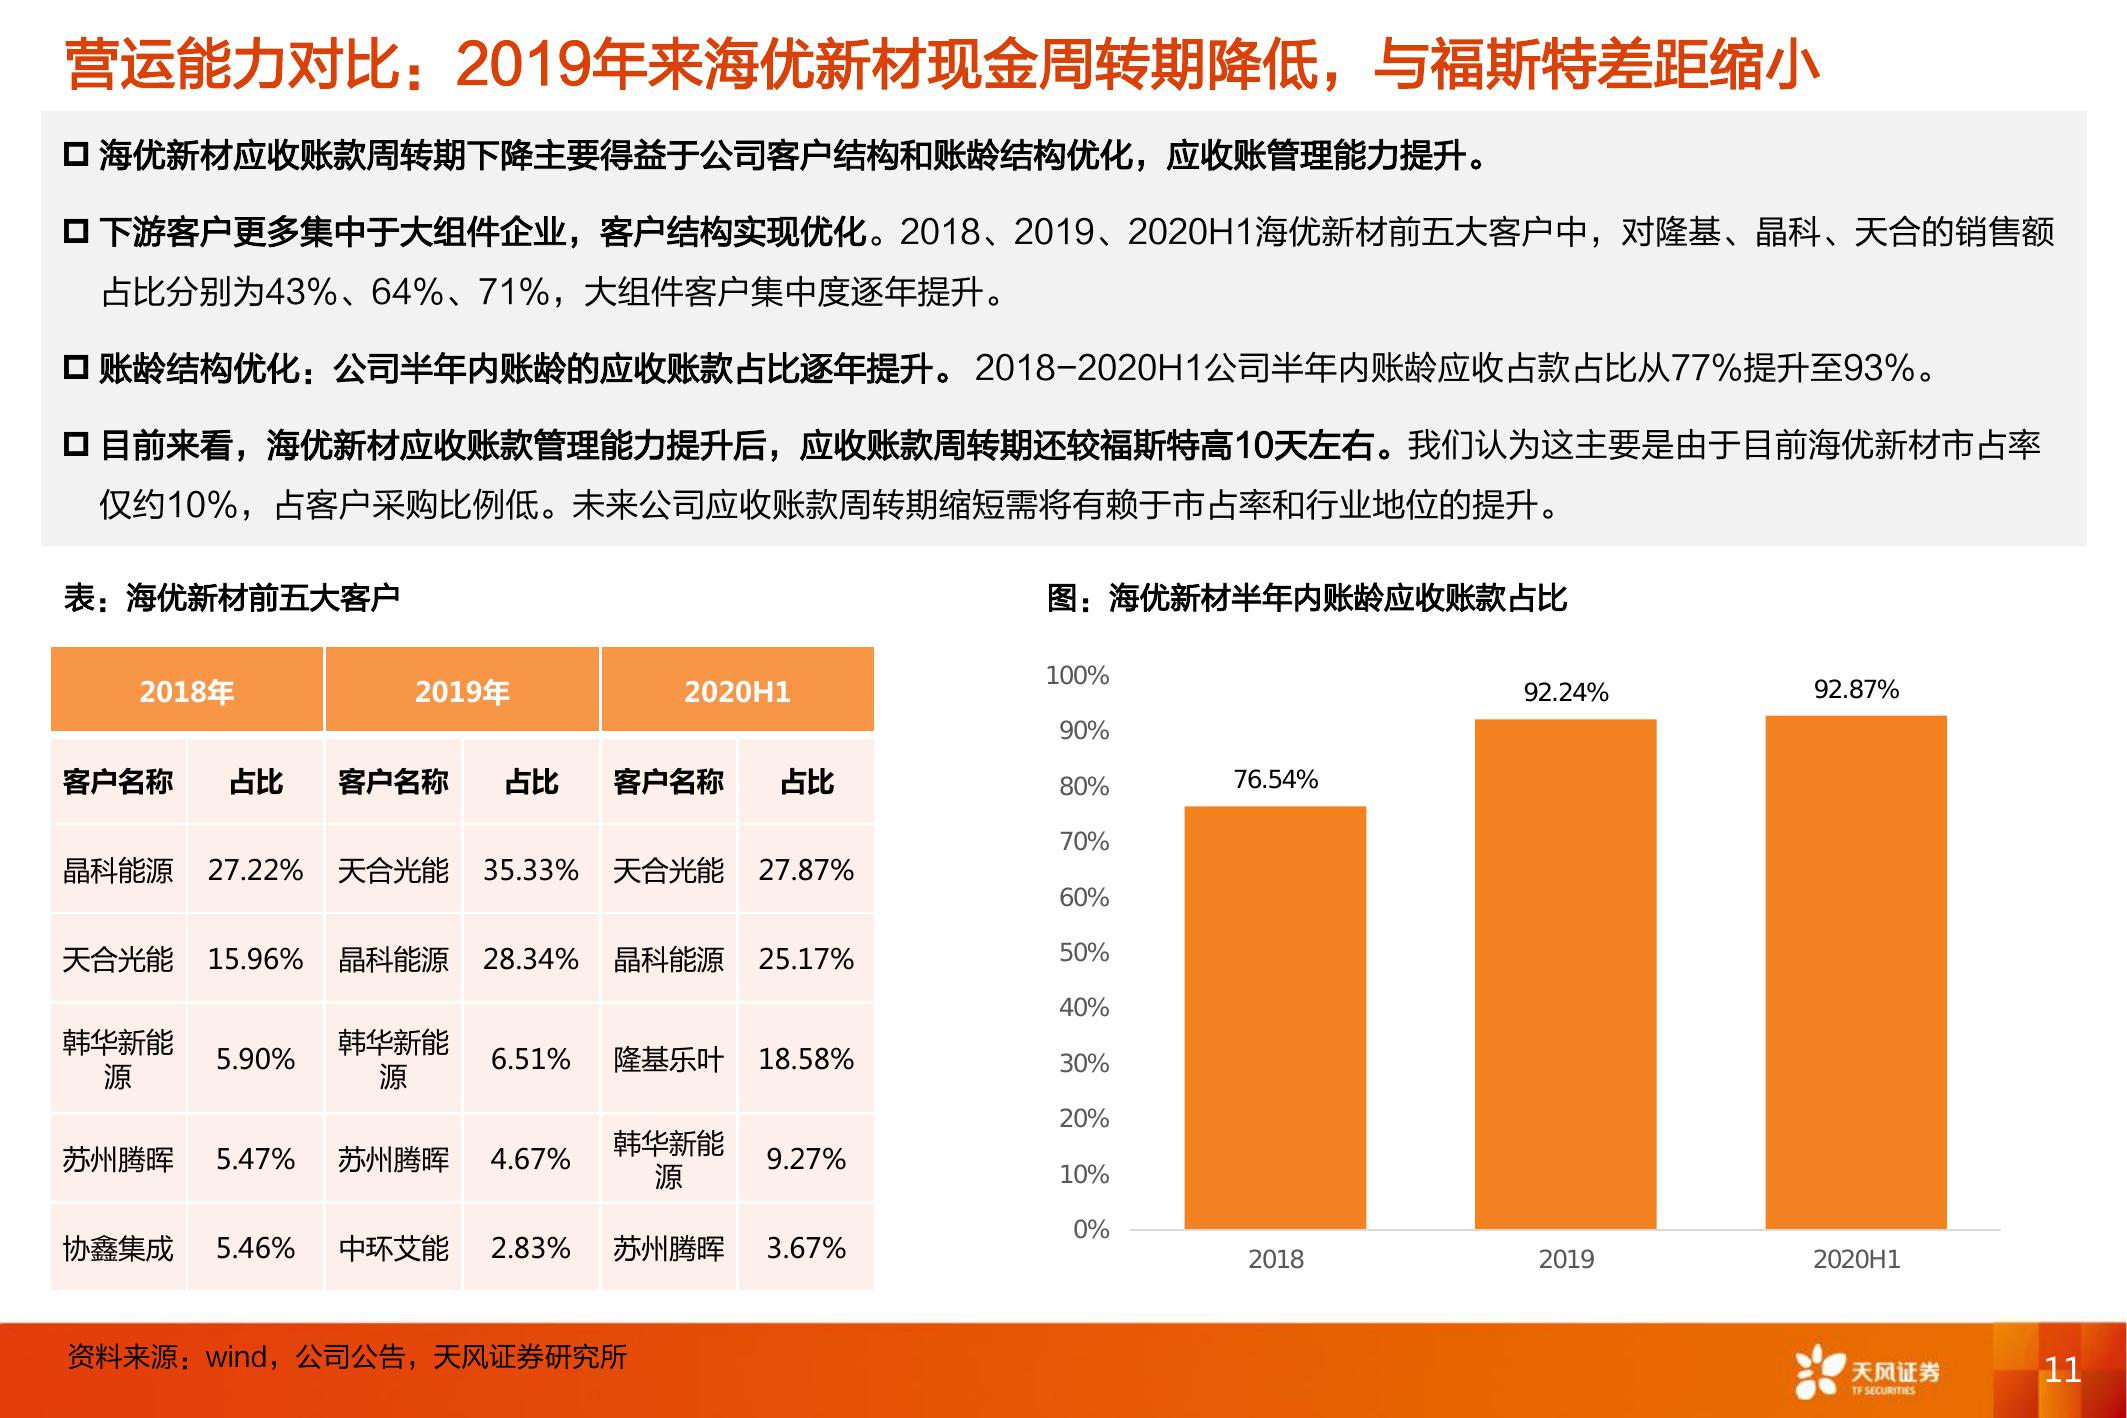 营运能力对比：2019年来海优新材现金周转期降低，与福斯特差距缩小
海优新材应收账款周转期下降主要得益于公司客户结构和账龄结构优化，应收账管理能力提升。
下游客户更多集中于大组件企业，客户结构实现优化。2018、2019、2020H1海优新材前五大客户中，对隆基、晶科、天合的销售额
占比分别为43%、64%、71%，大组件客户集中度逐年提升。
账龄结构优化：公司半年内账龄的应收账款占比逐年提升。 2018-2020H1公司半年内账龄应收占款占比从77%提升至93%。
目前来看，海优新材应收账款管理能力提升后，应收账款周转期还较福斯特高10天左右。我们认为这主要是由于目前海优新材市占率
仅约10%，占客户采购比例低。未来公司应收账款周转期缩短需将有赖于市占率和行业地位的提升。
表：海优新材前五大客户
2018年 2019年 2020H1
客户名称 占比 客户名称 占比 客户名称 占比
晶科能源 27.22% 天合光能 35.33% 天合光能 27.87%
天合光能 15.96% 晶科能源 28.34% 晶科能源 25.17%
韩华新能源 5.90% 韩华新能源 6.51% 隆基乐叶 18.58%
苏州腾晖 5.47% 苏州腾晖 4.67% 韩华新能源 9.27%
协鑫集成 5.46% 中环艾能 2.83% 苏州腾晖 3.67%
图：海优新材半年内账龄应收账款占比
100%
90%
80%
70%
60%
50%
40%
30%
20%
10%
0%
76.54%
92.24%
92.87%
2018 2019 2020H1
资料来源：wind，公司公告，天风证券研究所
天风证券
TF SECURITIES
11